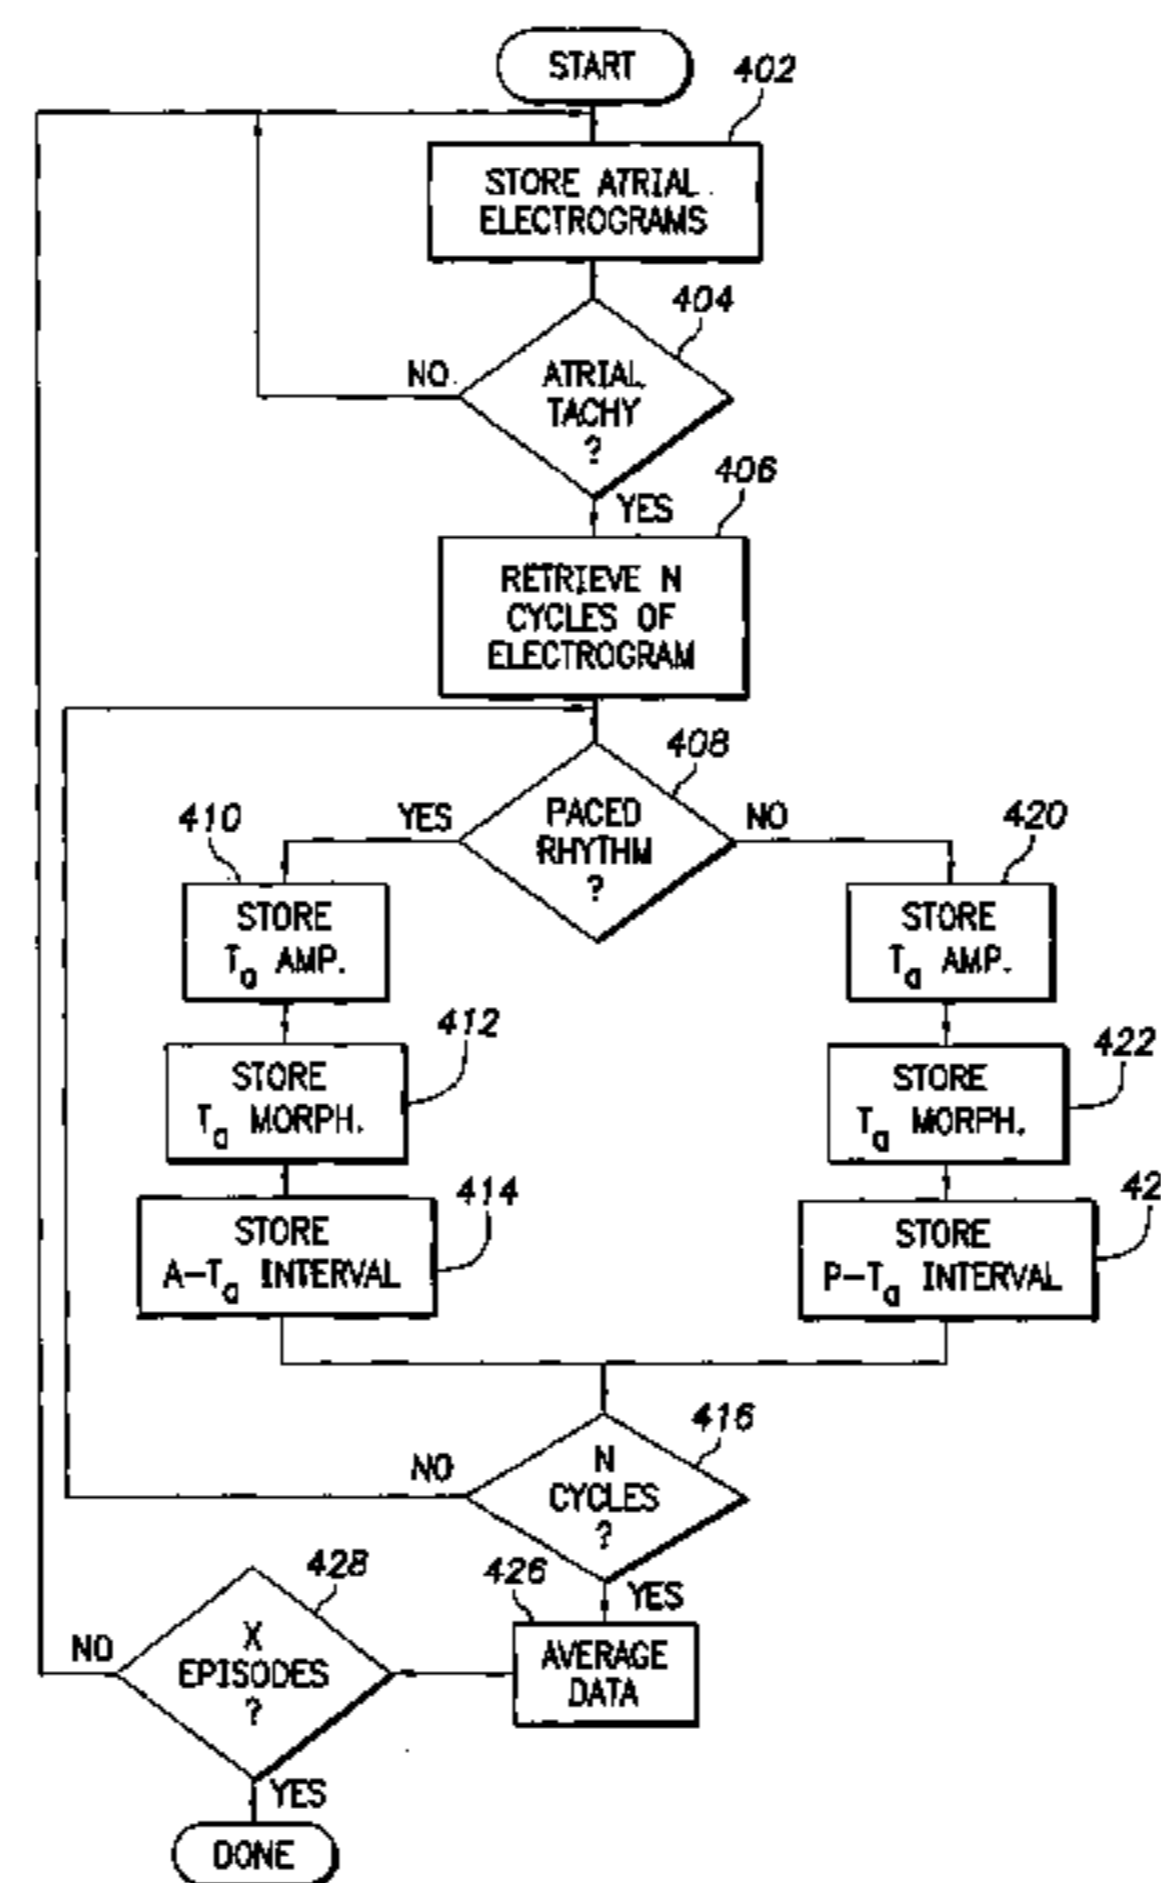 START
402
STORE ATRIAL
ELECTROGRAMS
404
NO
ATRIAL
TACHY
?
YES
406
RETRIEVE N
CYCLES OF
ELECTROGRAM
408
YES
PACED
RHYTHM
?
NO
410
STORE
Ta AMP.
420
STORE
Ta AMP.
412
STORE
Ta MORPH.
422
STORE
Ta MORPH.
414
STORE
A-Ta INTERVAL
42
STORE
P-Ta INTERVAL
416
NO
N
CYCLES
?
YES
428
426
NO
X
EPISODES
?
AVERAGE
DATA
YES
DONE